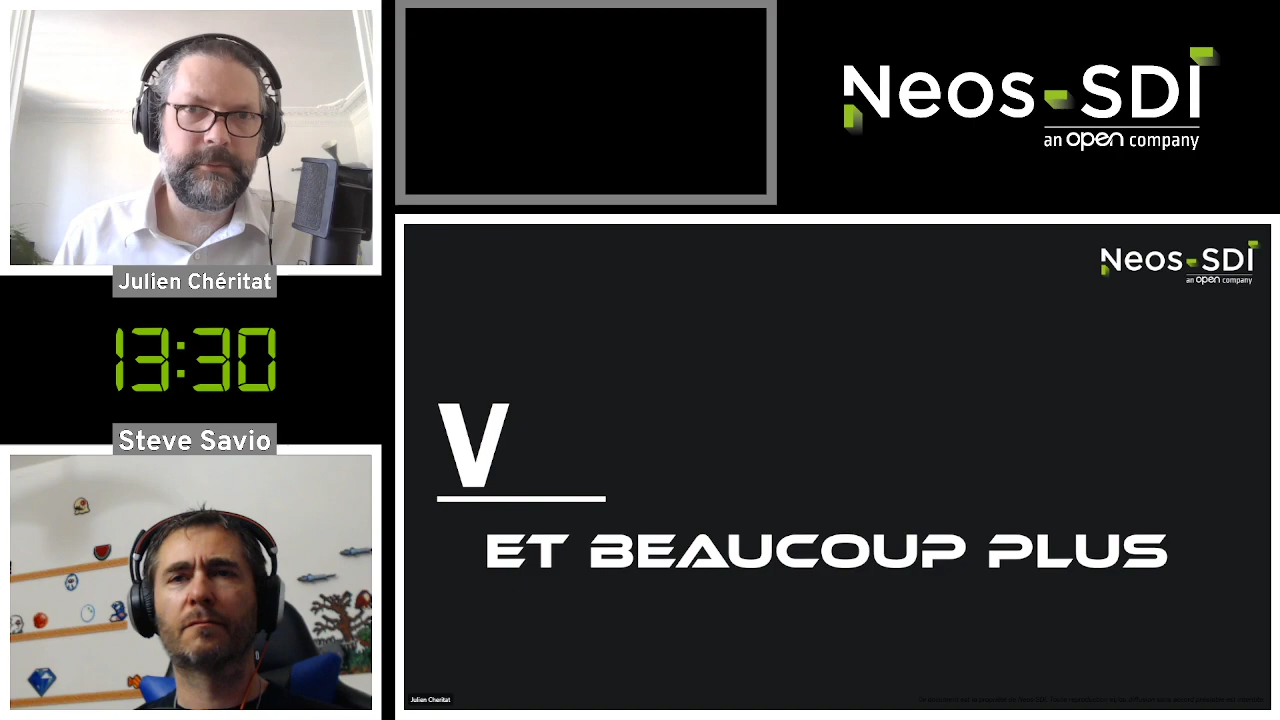 Julien Chéritat
13:30
Steve Savio
Neos-SDI
an open company
Neos-SDI
an open company
V
ET BEAUCOUP PLUS
Julien Cheritat